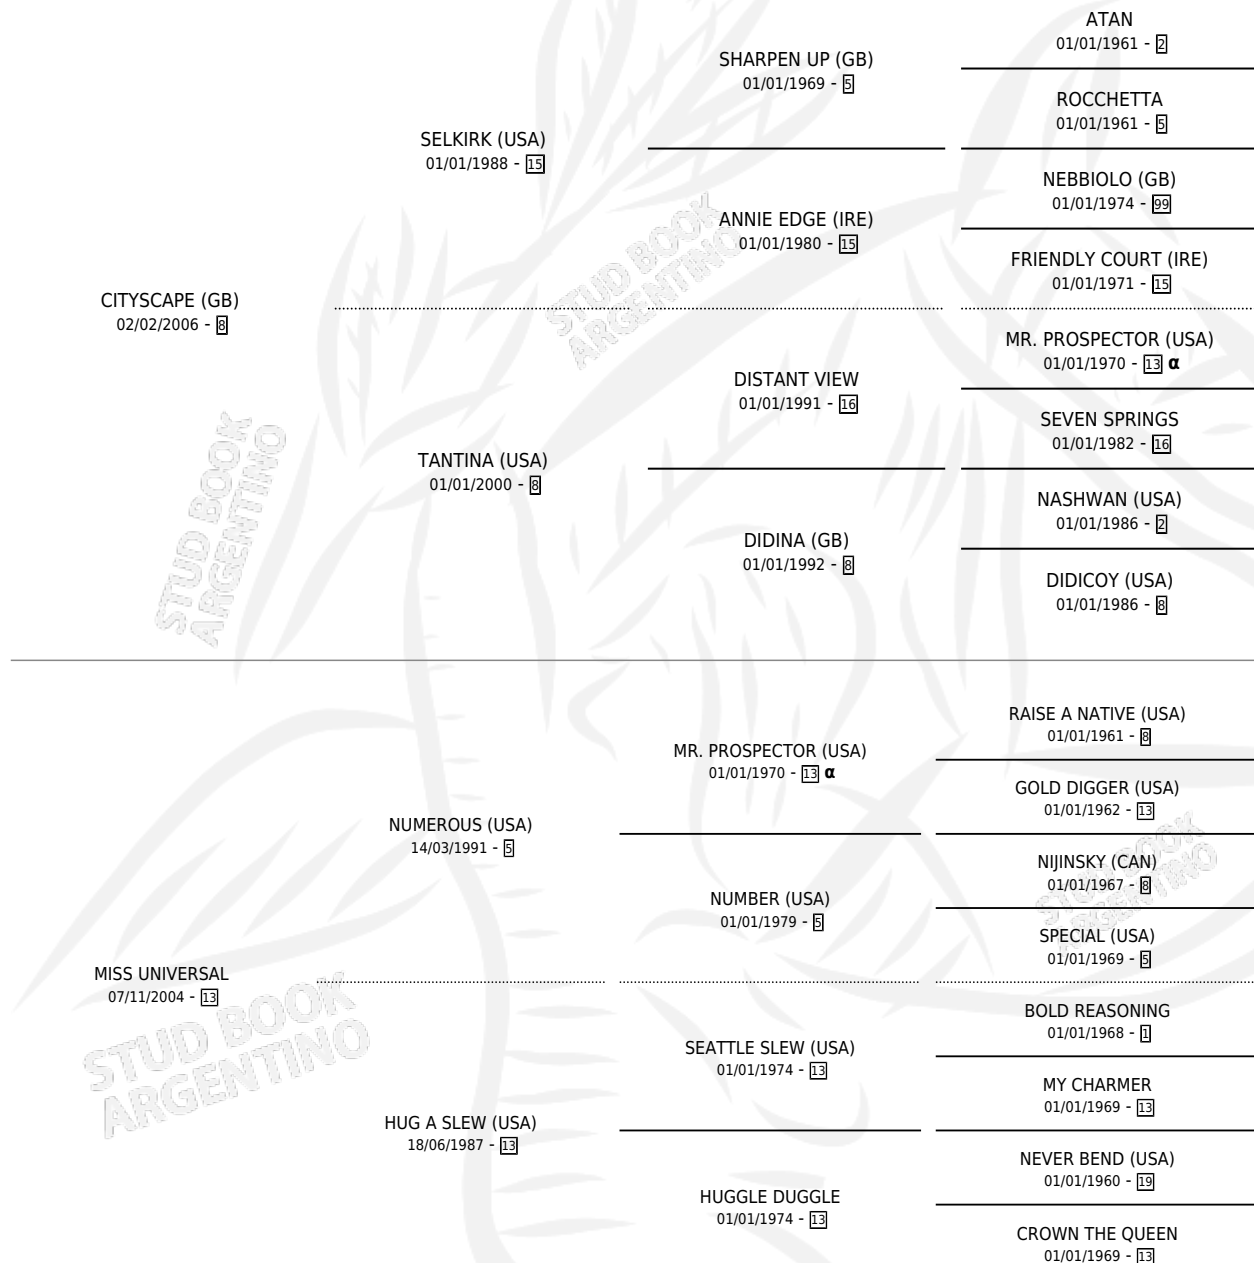 ATAN
01/01/1961 - 2
SHARPEN UP (GB)
01/01/1969 - 5
ROCCHETTA
01/01/1961 - 5
SELKIRK (USA)
01/01/1988 - 15
NEBBIOLO (GB)
01/01/1974 - 99
ANNIE EDGE (IRE)
01/01/1980 - 15
FRIENDLY COURT (IRE)
01/01/1971 - 15
STUD BOOK
ARGENTINO
CITYSCAPE (GB)
02/02/2006 - 8
MR. PROSPECTOR (USA)
01/01/1970 - 13 α
DISTANT VIEW
01/01/1991 - 16
SEVEN SPRINGS
01/01/1982 - 16
TANTINA (USA)
01/01/2000 - 8
NASHWAN (USA)
01/01/1986 - 2
DIDINA (GB)
01/01/1992 - 8
DIDICOY (USA)
01/01/1986 - 8
STUD BOOK
ARGENTINO
RAISE A NATIVE (USA)
01/01/1961 - 8
MR. PROSPECTOR (USA)
01/01/1970 - 13 α
GOLD DIGGER (USA)
01/01/1962 - 13
NUMEROUS (USA)
14/03/1991 - 5
NIJINSKY (CAN)
01/01/1967 - 8
STUD BOOK
ARGENTINO
NUMBER (USA)
01/01/1979 - 5
SPECIAL (USA)
01/01/1969 - 5
MISS UNIVERSAL
07/11/2004 - 13
BOLD REASONING
01/01/1968 - 1
STUD BOOK
ARGENTINO
SEATTLE SLEW (USA)
01/01/1974 - 13
MY CHARMER
01/01/1969 - 13
HUG A SLEW (USA)
18/06/1987 - 13
NEVER BEND (USA)
01/01/1960 - 19
HUGGLE DUGGLE
01/01/1974 - 13
CROWN THE QUEEN
01/01/1969 - 13